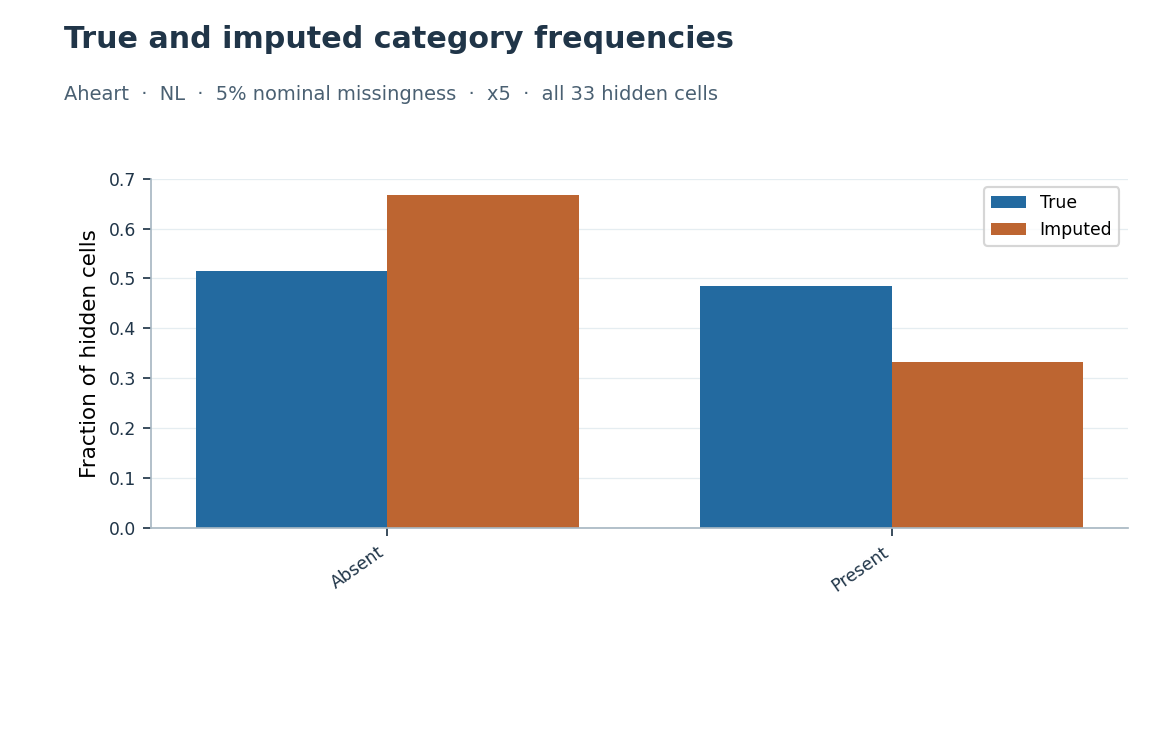 True and imputed category frequencies
Aheart · NL · 5% nominal missingness · x5 · all 33 hidden cells
Fraction of hidden cells
0.7
0.6
0.5
0.4
0.3
0.2
0.1
0.0
True
Imputed
Absent
Present